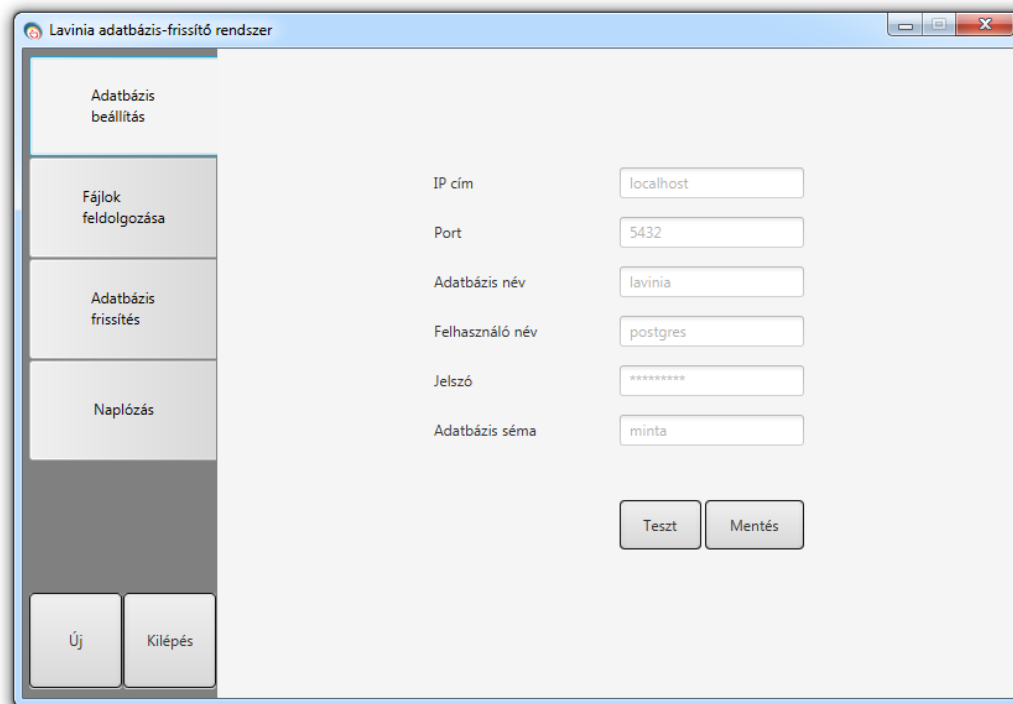 Lavinia adatbázis-frissítő rendszer
Adatbázis
beállítás
Fájlok
feldolgozása
Adatbázis
frissítés
Naplózás
Új
Kilépés
IP cím
localhost
Port
5432
Adatbázis név
lavinia
Felhasználó név
postgres
Jelszó
*********
Adatbázis séma
minta
Teszt
Mentés